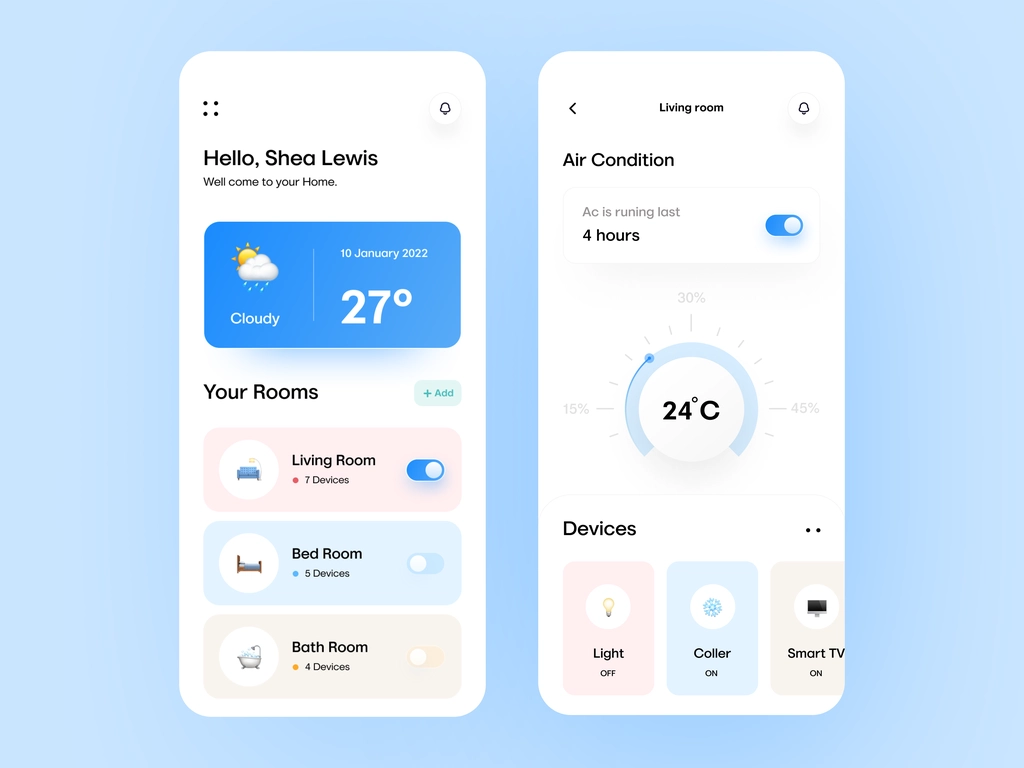 Hello, Shea Lewis
Well come to your Home.
10 January 2022
27°
Cloudy
Your Rooms
+ Add
Living Room
7 Devices
Bed Room
5 Devices
Bath Room
4 Devices
Living room
Air Condition
Ac is runing last
4 hours
30%
15%
45%
24°C
Devices
Light
OFF
Coller
ON
Smart TV
ON